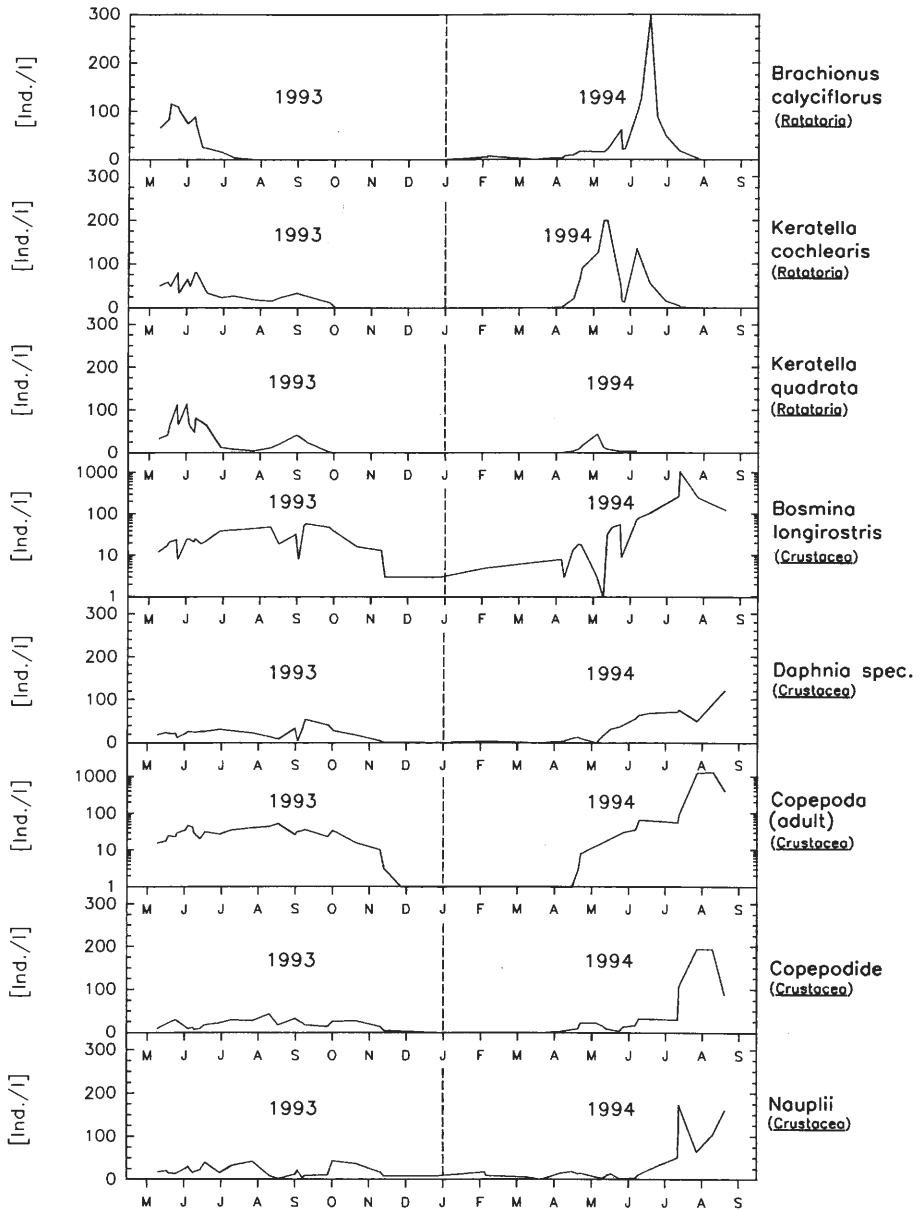 300
200
100
0
[Ind./l]
1993
1994
Brachionus
calyciflorus
(Rotatoria)
M J J A S O N D J F M A M J J A S
300
200
100
0
[Ind./l]
1993
1994
Keratella
cochlearis
(Rotatoria)
M J J A S O N D J F M A M J J A S
300
200
100
0
[Ind./l]
1993
1994
Keratella
quadrata
(Rotatoria)
M J J A S O N D J F M A M J J A S
1000
100
10
1
[Ind./l]
1993
1994
Bosmina
longirostris
(Crustacea)
M J J A S O N D J F M A M J J A S
300
200
100
0
[Ind./l]
1993
1994
Daphnia spec.
(Crustacea)
M J J A S O N D J F M A M J J A S
1000
100
10
1
[Ind./l]
1993
1994
Copepoda
(adult)
(Crustacea)
M J J A S O N D J F M A M J J A S
300
200
100
0
[Ind./l]
1993
1994
Copepodide
(Crustacea)
M J J A S O N D J F M A M J J A S
300
200
100
0
[Ind./l]
1993
1994
Nauplii
(Crustacea)
M J J A S O N D J F M A M J J A S